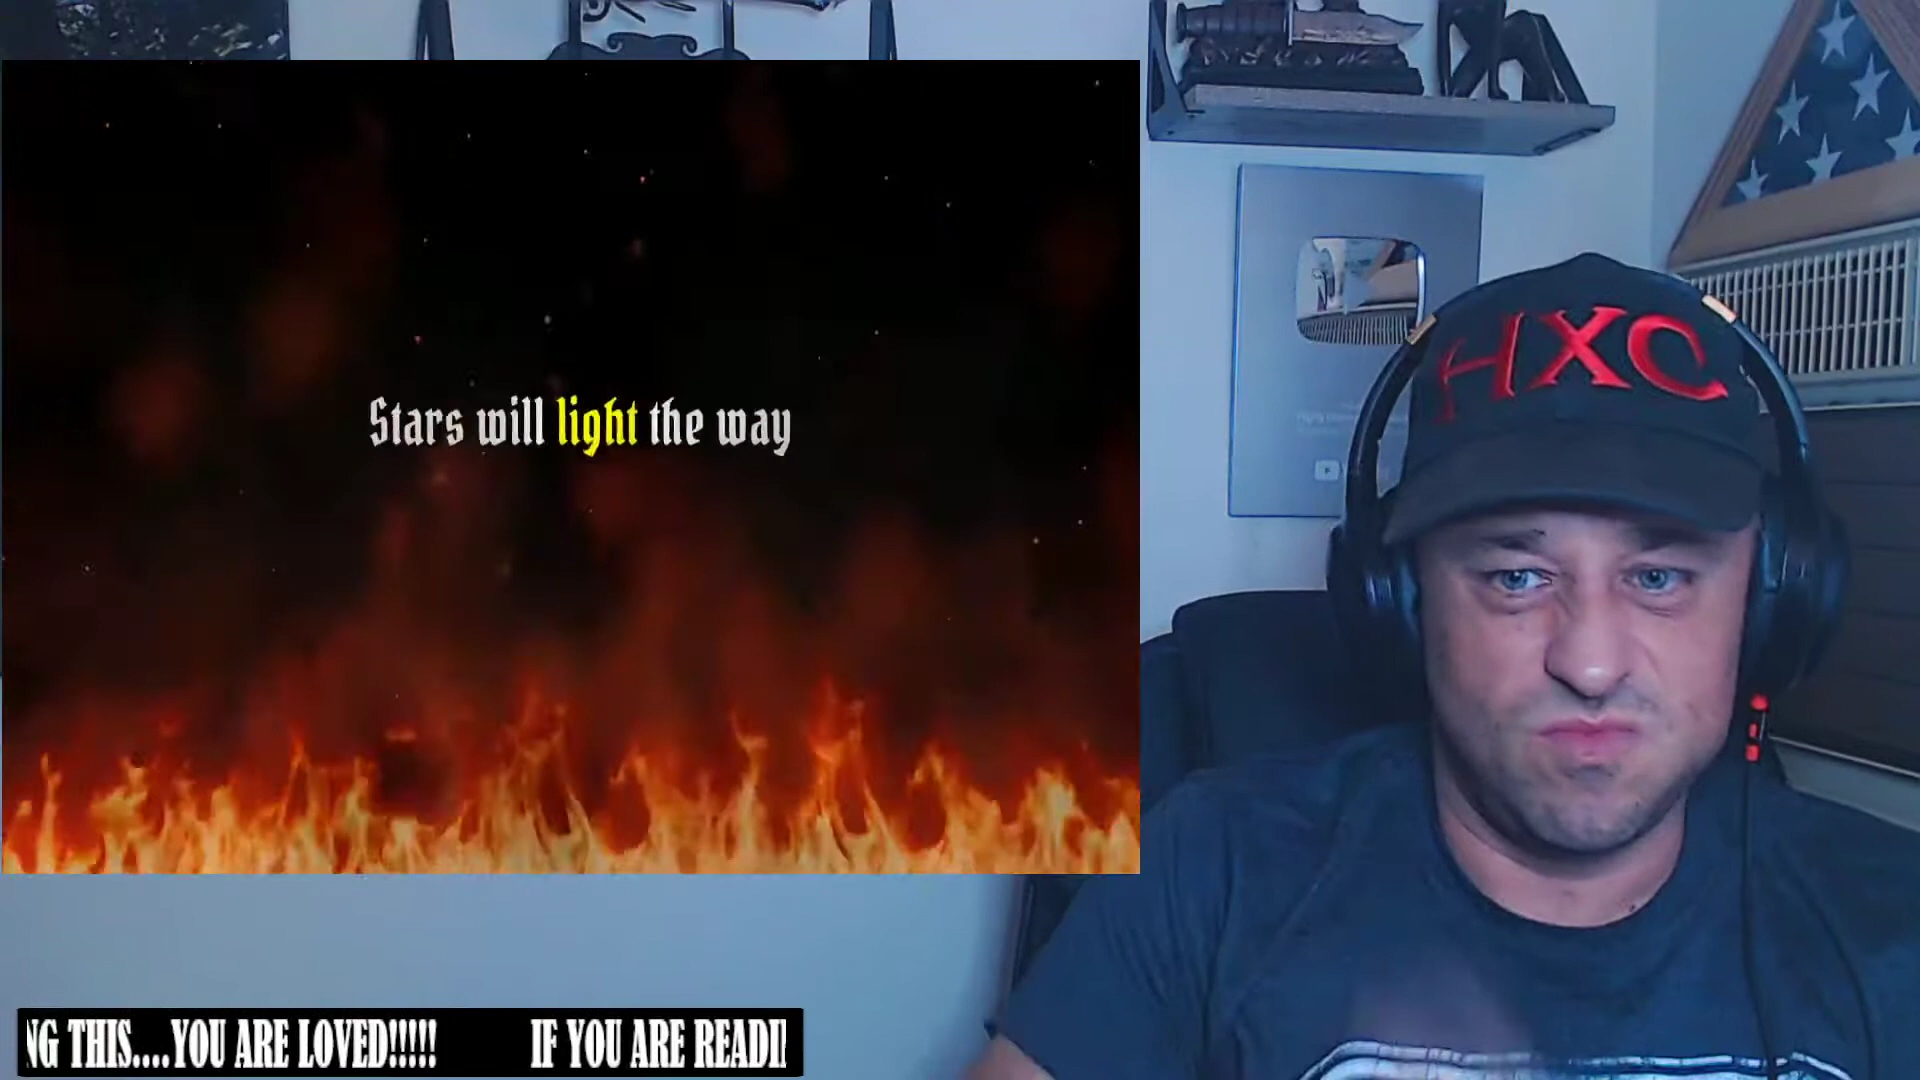 HXC
Stars will light the way
NG THIS....YOU ARE LOVED!!!!! IF YOU ARE READI